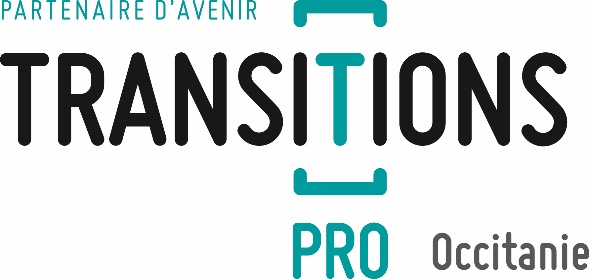 PARTENAIRE D'AVENIR
TRANSITIONS
PRO Occitanie